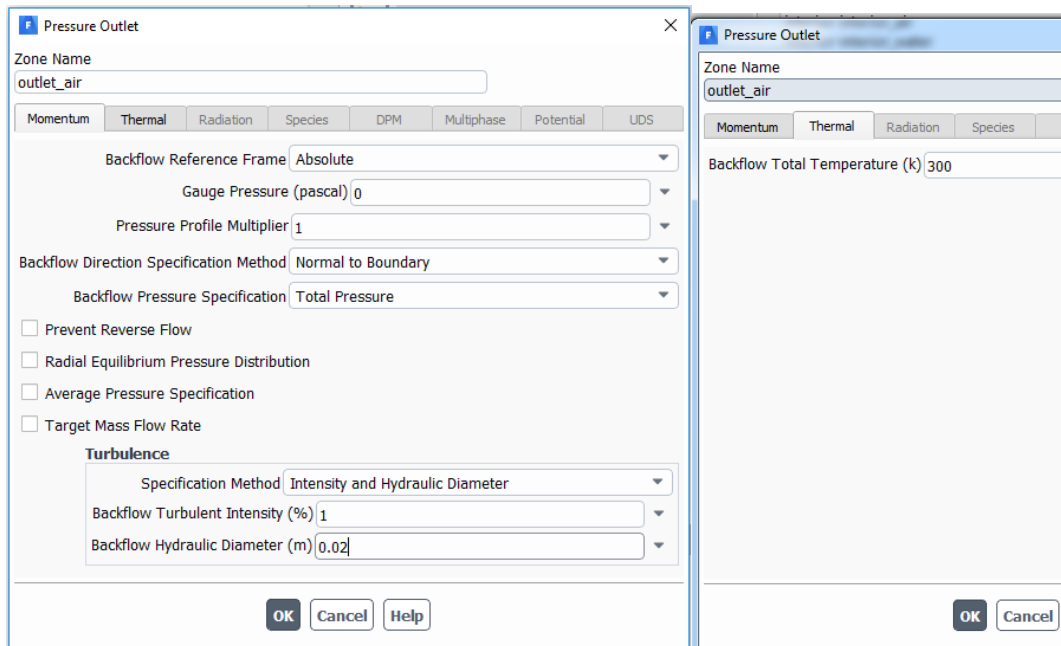 Pressure Outlet
Zone Name
outlet_air
Momentum Thermal Radiation Species DPM Multiphase Potential UDS
Backflow Reference Frame Absolute
Gauge Pressure (pascal) 0
Pressure Profile Multiplier 1
Backflow Direction Specification Method Normal to Boundary
Backflow Pressure Specification Total Pressure
Prevent Reverse Flow
Radial Equilibrium Pressure Distribution
Average Pressure Specification
Target Mass Flow Rate
Turbulence
Specification Method Intensity and Hydraulic Diameter
Backflow Turbulent Intensity (%) 1
Backflow Hydraulic Diameter (m) 0.02
OK Cancel Help
Pressure Outlet
Zone Name
outlet_air
Momentum Thermal Radiation Species
Backflow Total Temperature (k) 300
OK Cancel